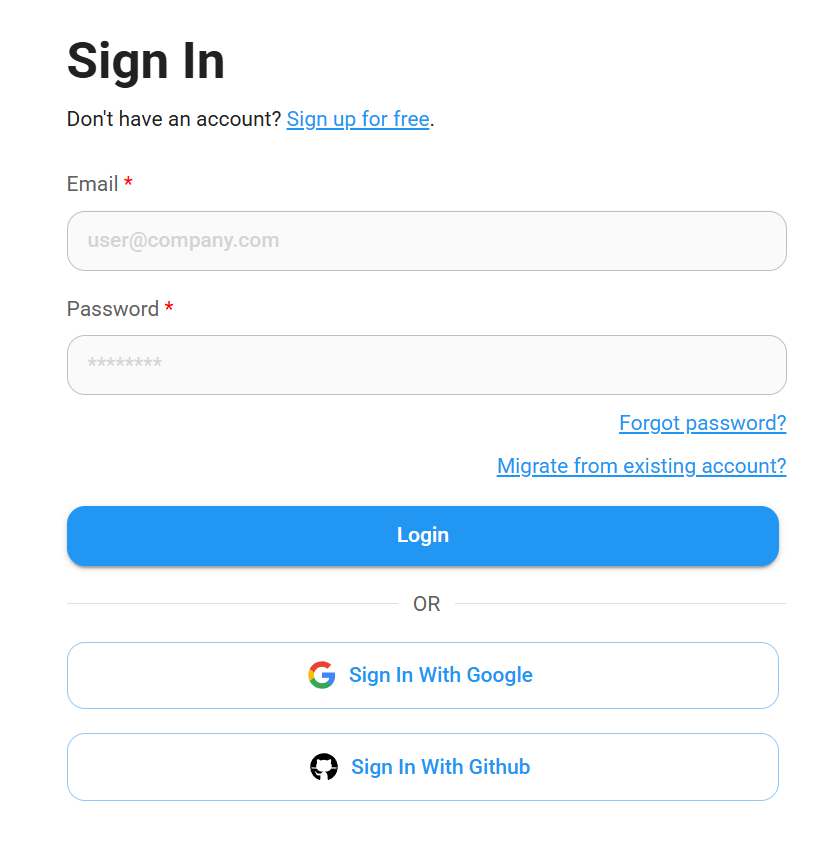 Sign In
Don't have an account? Sign up for free.
Email *
user@company.com
Password *
********
Forgot password?
Migrate from existing account?
Login
OR
Sign In With Google
Sign In With Github